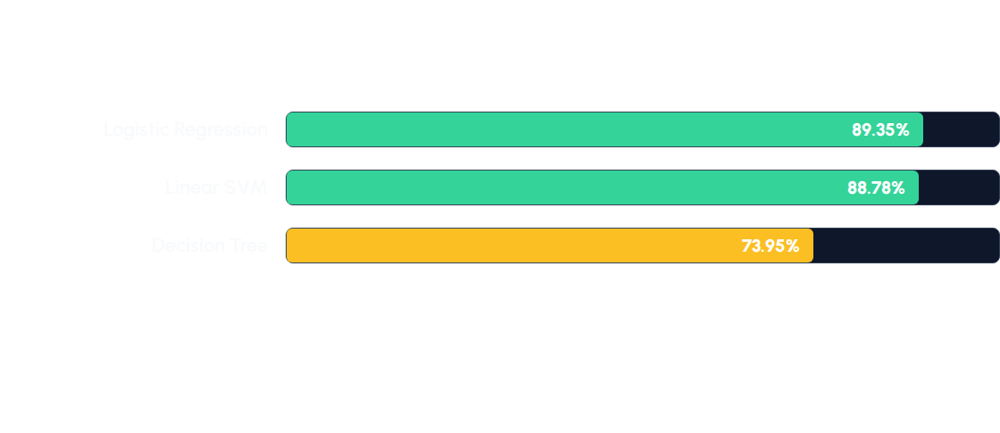 Logistic Regression 89.35%
Linear SVM 88.78%
Decision Tree 73.95%